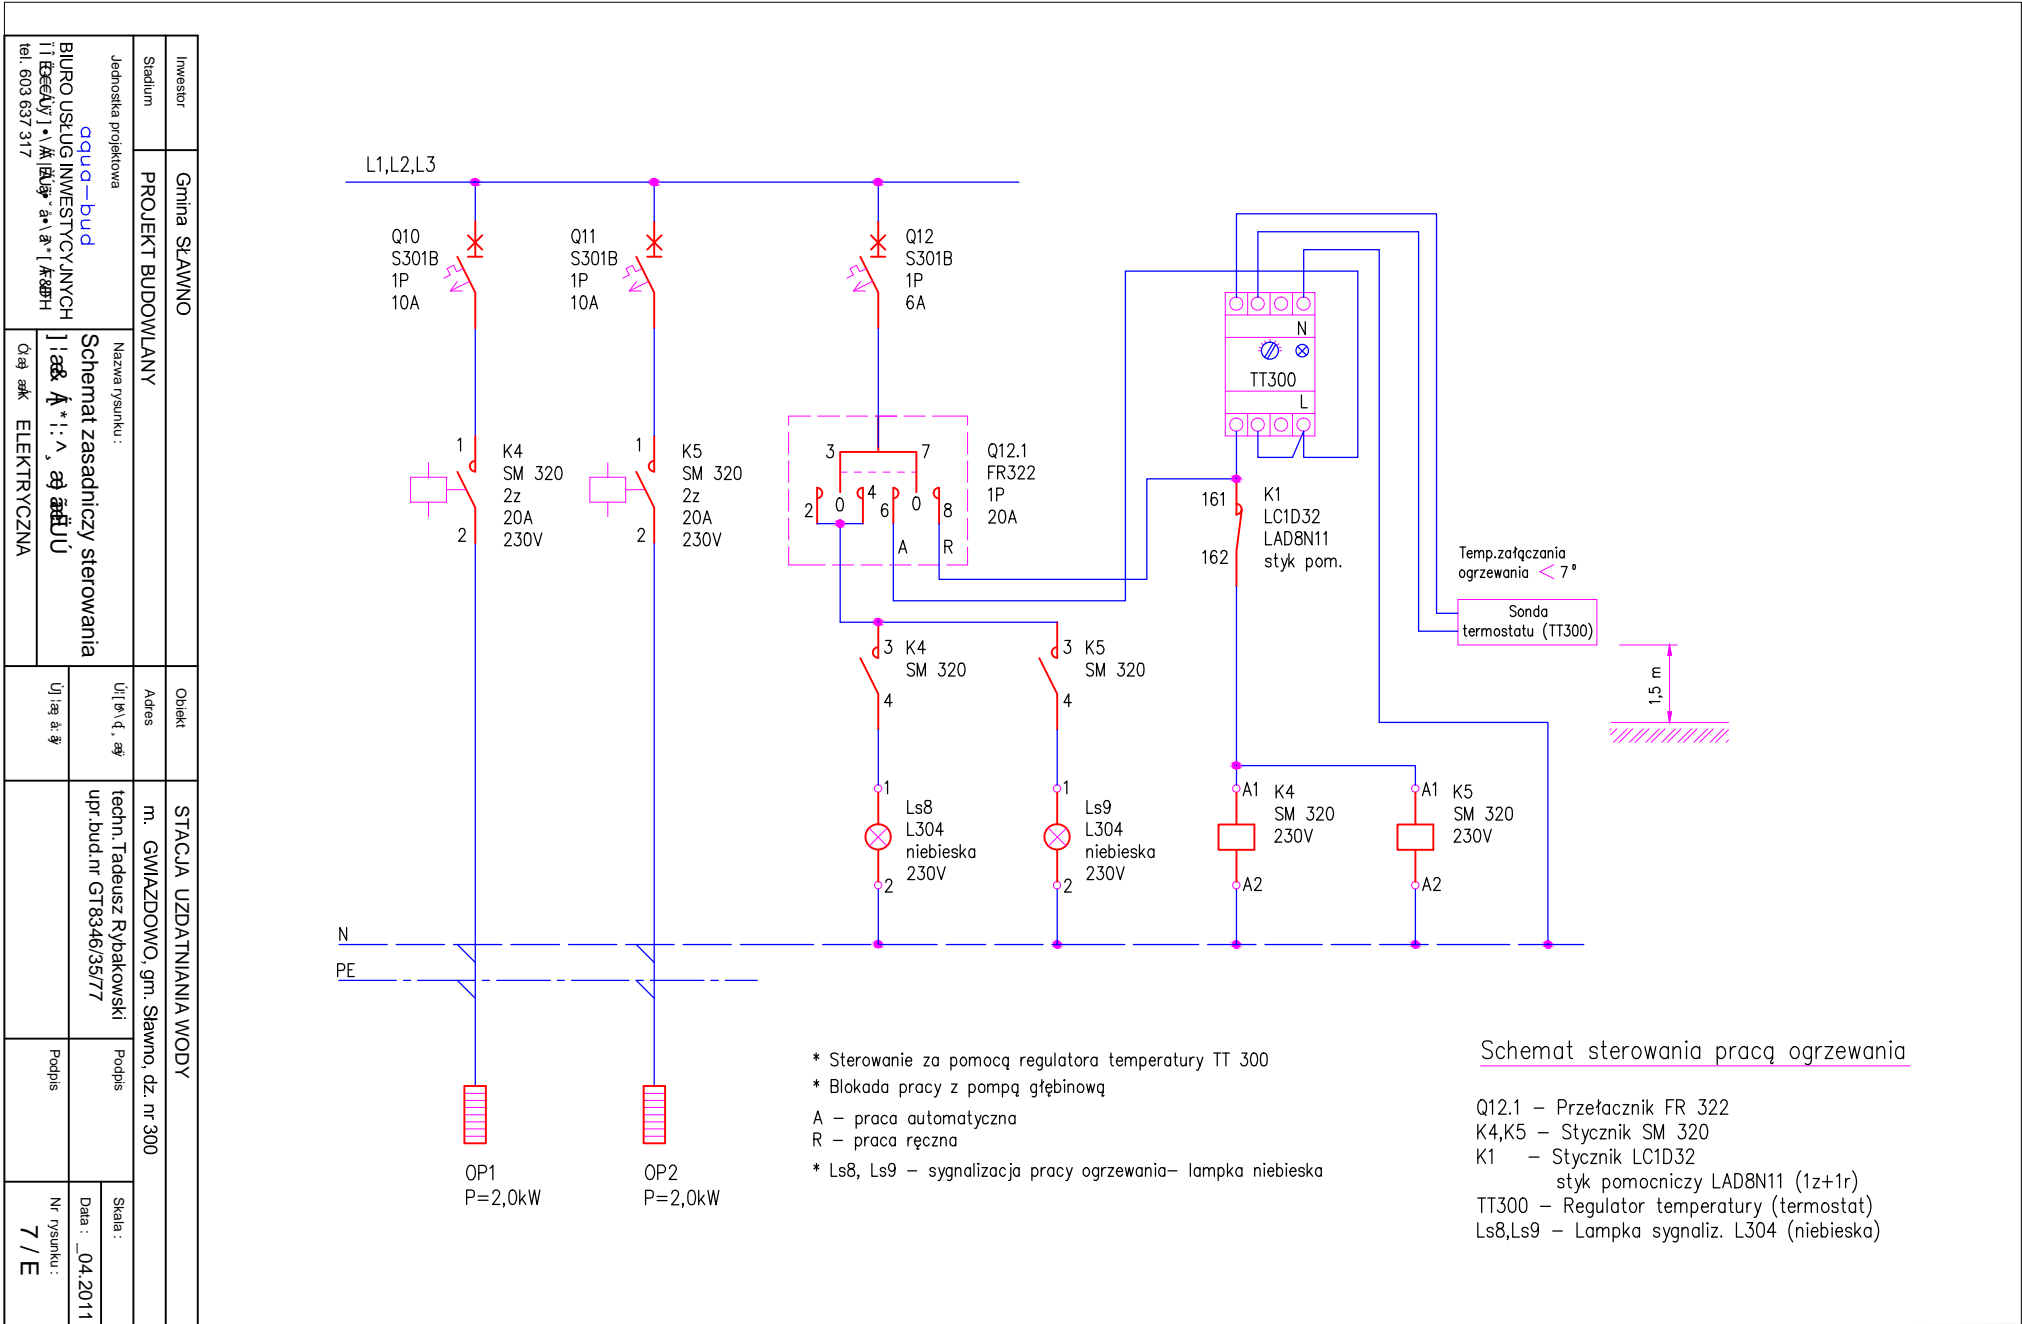 Inwestor
Gmina SŁAWNO
Obiekt
STACJA UZDATNIANIA WODY
Stadium
PROJEKT BUDOWLANY
Adres
m. GWIAZDOWO, gm. Sławno, dz. nr 300
Jednostka projektowa
aqua-bud
BIURO USŁUG INWESTYCYJNYCH
tel. 603 637 317
Nazwa rysunku :
Schemat zasadniczy sterowania
ELEKTRYCZNA
techn.Tadeusz Rybakowski
upr.bud.nr GT8346/35/77
Podpis
Podpis
Skala :
Data : _04.2011
Nr rysunku :
7 / E
L1,L2,L3
Q10
S301B
1P
10A
Q11
S301B
1P
10A
Q12
S301B
1P
6A
N
TT300
L
1
2
K4
SM 320
2z
20A
230V
1
2
K5
SM 320
2z
20A
230V
3
7
2
0
4
6
0
8
A
R
Q12.1
FR322
1P
20A
161
162
K1
LC1D32
LAD8N11
styk pom.
Temp.załączania
ogrzewania < 7°
Sonda
termostatu (TT300)
1,5 m
3
4
K4
SM 320
3
4
K5
SM 320
1
2
Ls8
L304
niebieska
230V
1
2
Ls9
L304
niebieska
230V
A1
A2
K4
SM 320
230V
A1
A2
K5
SM 320
230V
N
PE
OP1
P=2,0kW
OP2
P=2,0kW
* Sterowanie za pomocą regulatora temperatury TT 300
* Blokada pracy z pompą głębinową
A – praca automatyczna
R – praca ręczna
* Ls8, Ls9 – sygnalizacja pracy ogrzewania– lampka niebieska
Schemat sterowania pracą ogrzewania
Q12.1 – Przełacznik FR 322
K4,K5 – Stycznik SM 320
K1 – Stycznik LC1D32
styk pomocniczy LAD8N11 (1z+1r)
TT300 – Regulator temperatury (termostat)
Ls8,Ls9 – Lampka sygnaliz. L304 (niebieska)